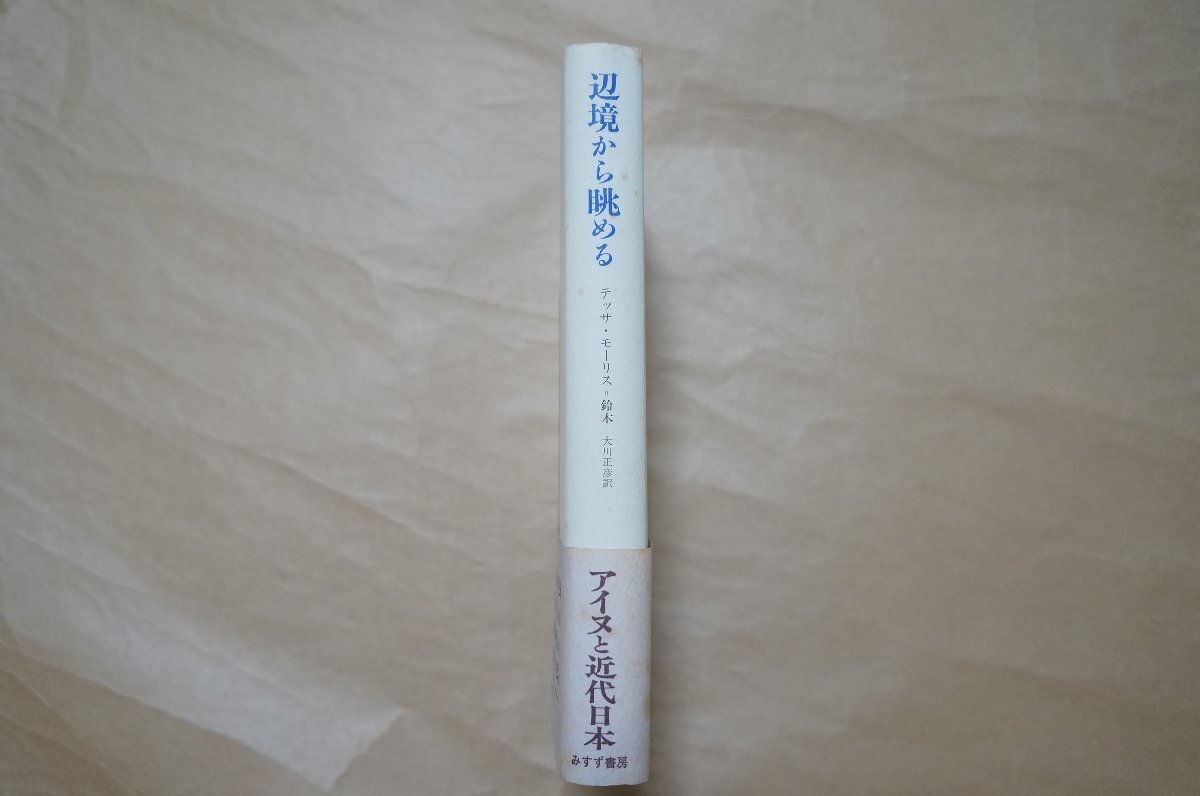 辺境から眺める
テッサ・モーリス=鈴木
大川正彦訳
アイヌと近代日本
みすず書房